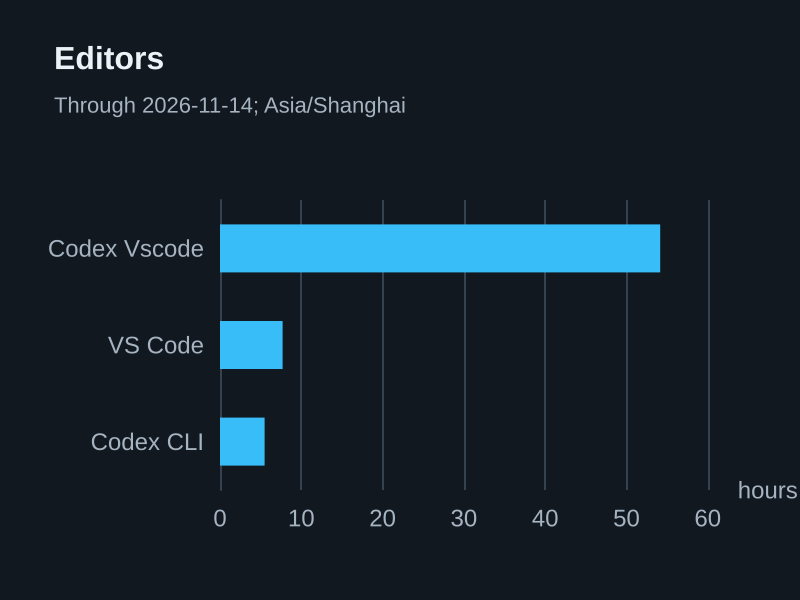 Editors
Through 2026-11-14; Asia/Shanghai
Codex Vscode
VS Code
Codex CLI
hours
0 10 20 30 40 50 60